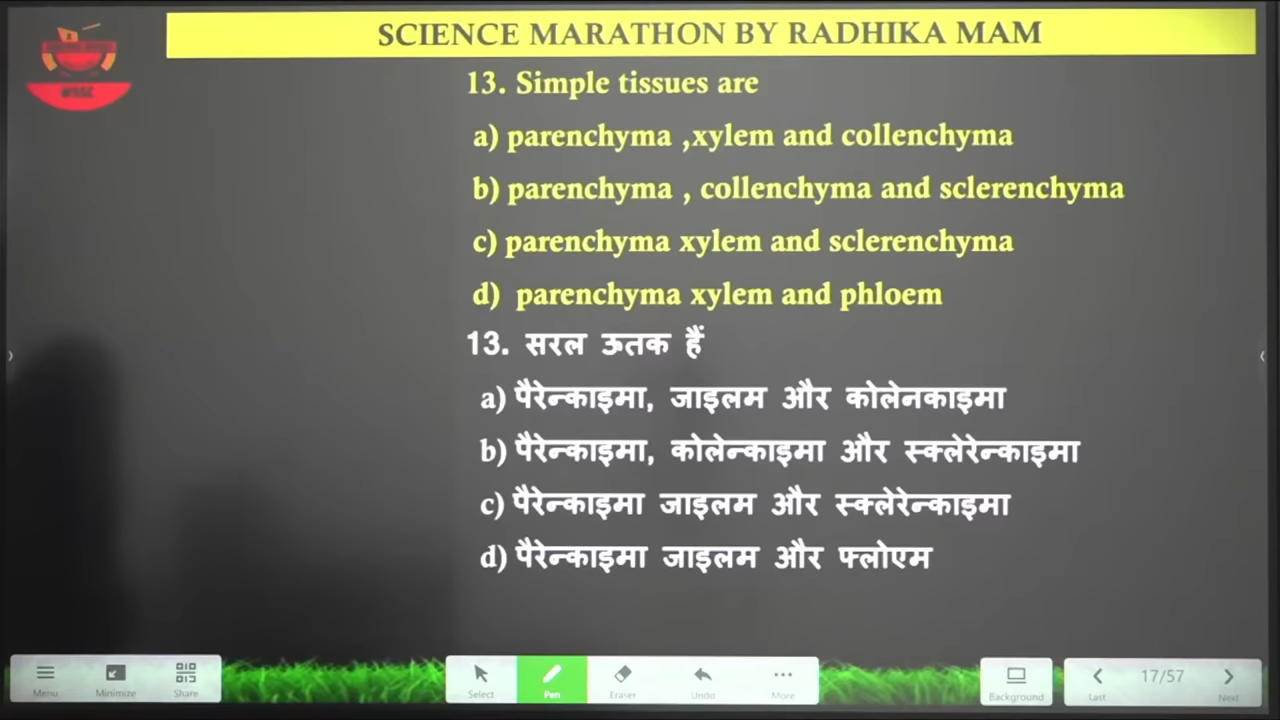 SCIENCE MARATHON BY RADHIKA MAM
13. Simple tissues are
a) parenchyma ,xylem and collenchyma
b) parenchyma , collenchyma and sclerenchyma
c) parenchyma xylem and sclerenchyma
d) parenchyma xylem and phloem
13. सरल ऊतक हैं
a) पैरेन्काइमा, जाइलम और कोलेनकाइमा
b) पैरेन्काइमा, कोलेन्काइमा और स्क्लेरेन्काइमा
c) पैरेन्काइमा जाइलम और स्क्लेरेन्काइमा
d) पैरेन्काइमा जाइलम और फ्लोएम
Menu Minimize Share Select Pen Eraser Undo More Background Last 17/57 Next